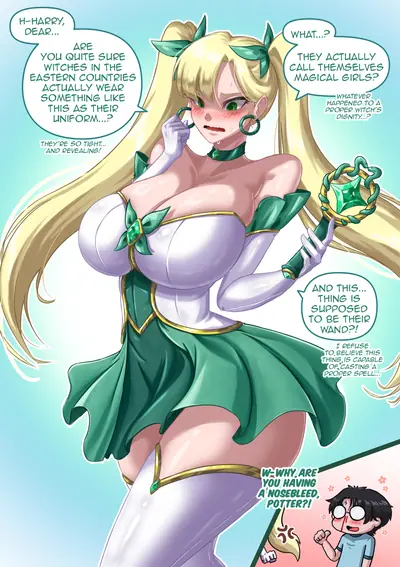 H-HARRY,
DEAR...
ARE
YOU QUITE SURE
WITCHES IN THE
EASTERN COUNTRIES
ACTUALLY WEAR
SOMETHING LIKE
THIS AS THEIR
UNIFORM...?
THEY'RE SO TIGHT...
AND REVEALING!
WHAT...?
THEY ACTUALLY
CALL THEMSELVES
MAGICAL GIRLS?
WHATEVER
HAPPENED TO A
PROPER WITCH'S
DIGNITY...?
AND THIS...
THING IS
SUPPOSED
TO BE THEIR
WAND?!
I REFUSE
TO BELIEVE THIS
THING IS CAPABLE
OF CASTING A
PROPER SPELL...
W-WHY ARE
YOU HAVING
A NOSEBLEED,
POTTER?!